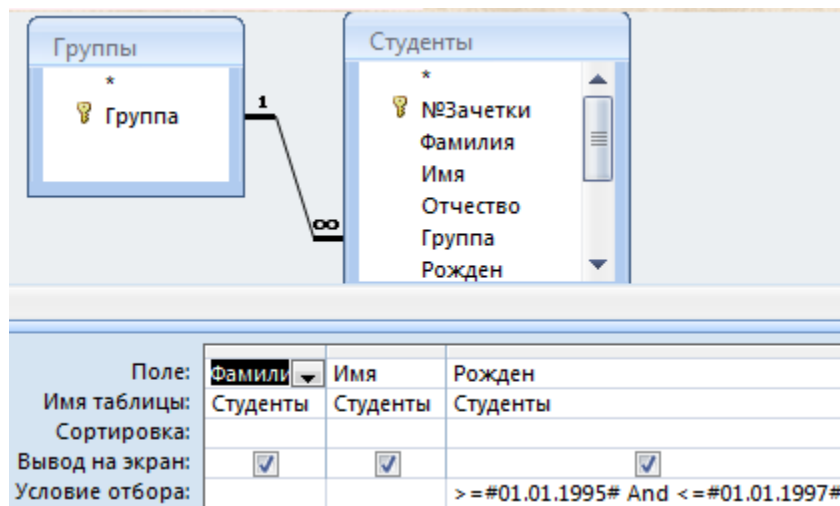 Группы
*
Группа
1
∞
Студенты
*
№Зачетки
Фамилия
Имя
Отчество
Группа
Рожден
Поле: Фамили Имя Рожден
Имя таблицы: Студенты Студенты Студенты
Сортировка:
Вывод на экран:
Условие отбора: >=#01.01.1995# And <=#01.01.1997#